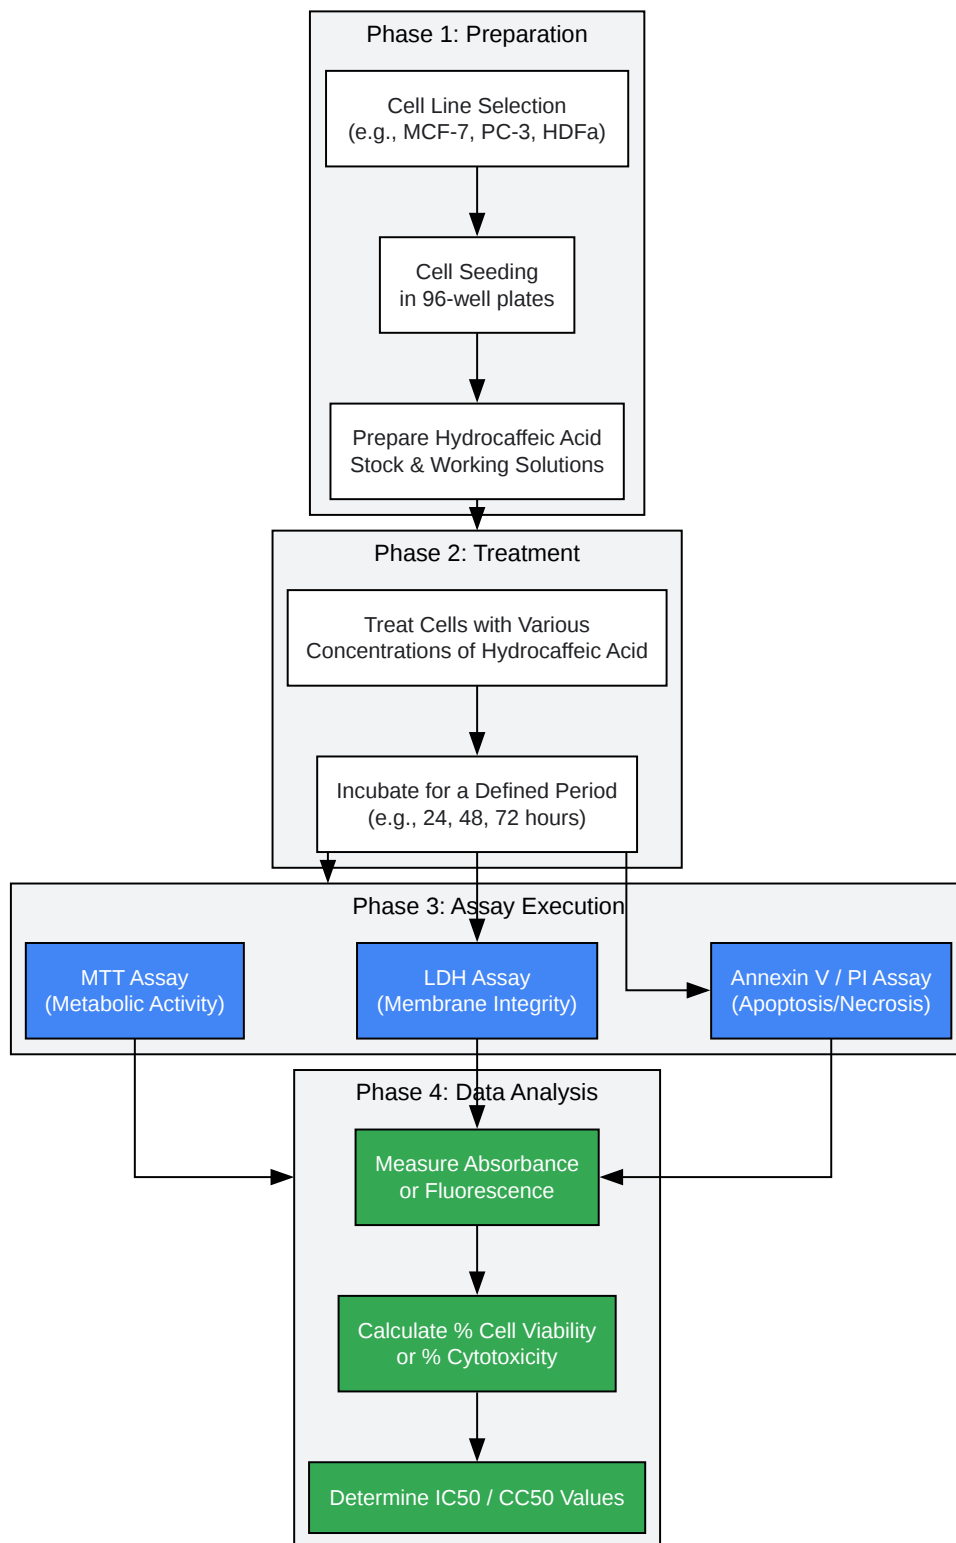 Phase 1: Preparation
Cell Line Selection
(e.g., MCF-7, PC-3, HDFa)
Cell Seeding
in 96-well plates
Prepare Hydrocaffeic Acid
Stock & Working Solutions
Phase 2: Treatment
Treat Cells with Various
Concentrations of Hydrocaffeic Acid
Incubate for a Defined Period
(e.g., 24, 48, 72 hours)
Phase 3: Assay Execution
MTT Assay
(Metabolic Activity)
LDH Assay
(Membrane Integrity)
Annexin V / PI Assay
(Apoptosis/Necrosis)
Phase 4: Data Analysis
Measure Absorbance
or Fluorescence
Calculate % Cell Viability
or % Cytotoxicity
Determine IC50 / CC50 Values